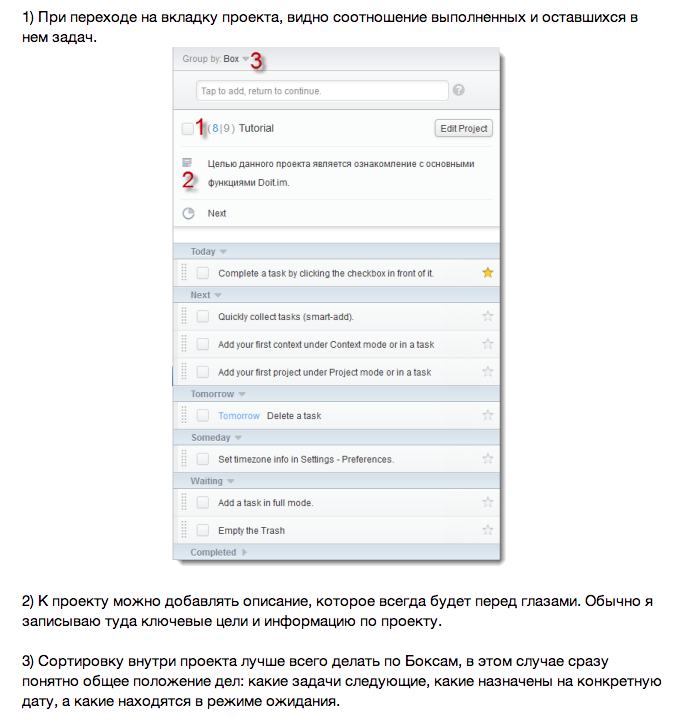 1) При переходе на вкладку проекта, видно соотношение выполненных и оставшихся в
нем задач.
Group by: Box 3
Tap to add, return to continue. ?
1 (8|9) Tutorial Edit Project
Целью данного проекта является ознакомление с основными
2 функциями Doit.im.
Next
Today
Complete a task by clicking the checkbox in front of it.
Next
Quickly collect tasks (smart-add).
Add your first context under Context mode or in a task
Add your first project under Project mode or in a task
Tomorrow
Tomorrow Delete a task
Someday
Set timezone info in Settings - Preferences.
Waiting
Add a task in full mode.
Empty the Trash
Completed
2) К проекту можно добавлять описание, которое всегда будет перед глазами. Обычно я
записываю туда ключевые цели и информацию по проекту.
3) Сортировку внутри проекта лучше всего делать по Боксам, в этом случае сразу
понятно общее положение дел: какие задачи следующие, какие назначены на конкретную
дату, а какие находятся в режиме ожидания.